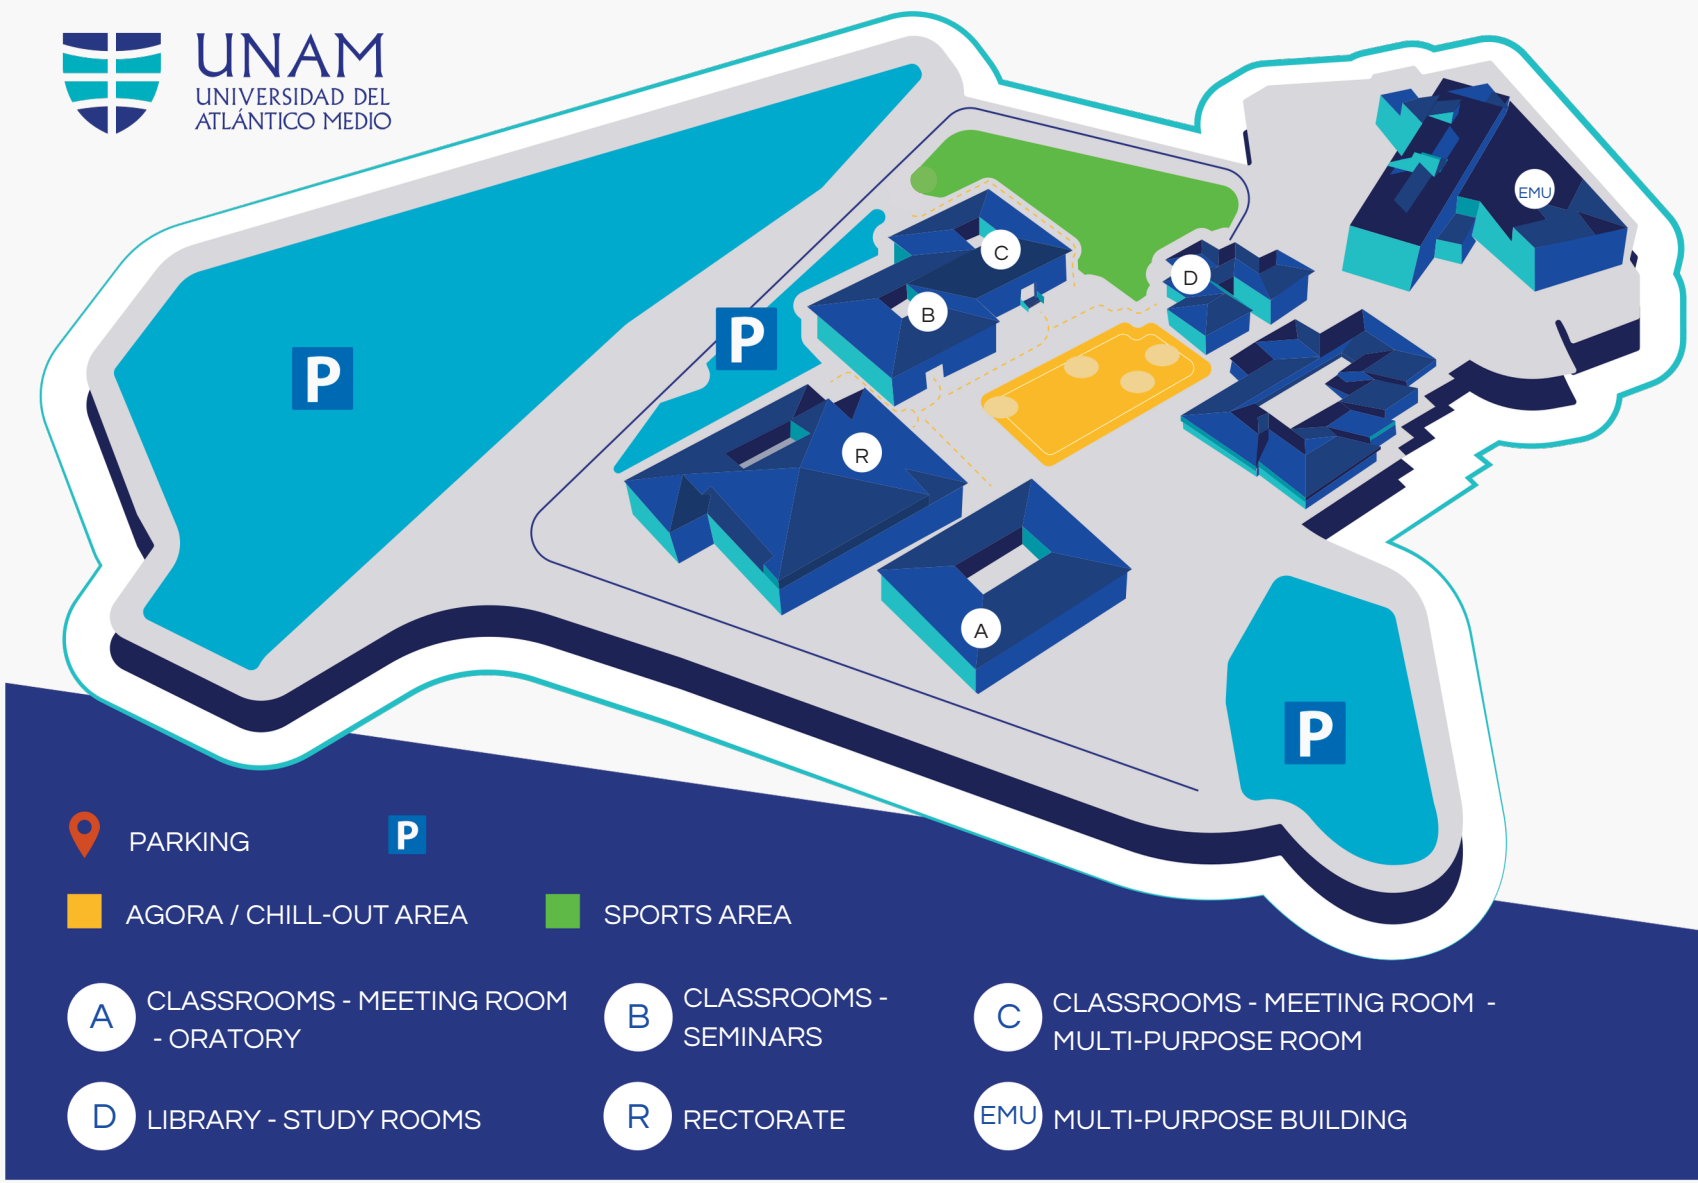 UNAM
UNIVERSIDAD DEL
ATLÁNTICO MEDIO
EMU
C
D
B
P
P
R
A
P
PARKING
P
AGORA / CHILL-OUT AREA
SPORTS AREA
A
CLASSROOMS - MEETING ROOM
- ORATORY
B
CLASSROOMS -
SEMINARS
C
CLASSROOMS - MEETING ROOM -
MULTI-PURPOSE ROOM
D
LIBRARY - STUDY ROOMS
R
RECTORATE
EMU
MULTI-PURPOSE BUILDING